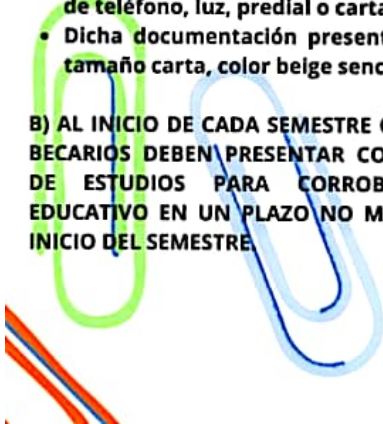 de teléfono, luz, predial o carta
• Dicha documentación present
tamaño carta, color beige senc
B) AL INICIO DE CADA SEMESTRE
BECARIOS DEBEN PRESENTAR CO
DE ESTUDIOS PARA CORROB
EDUCATIVO EN UN PLAZO NO M
INICIO DEL SEMESTRE.